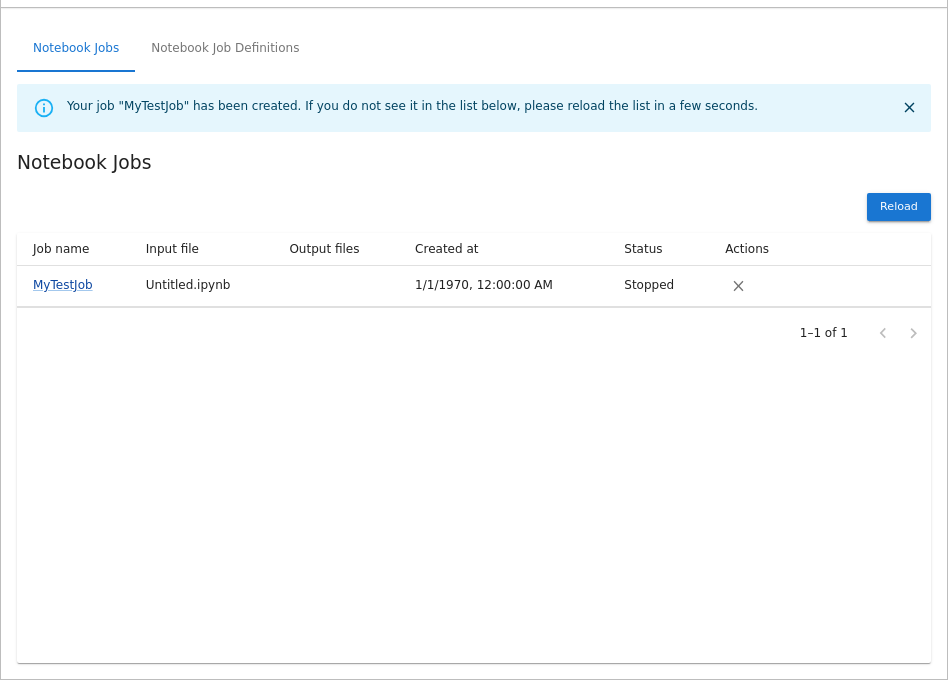 Notebook Jobs Notebook Job Definitions
Your job "MyTestJob" has been created. If you do not see it in the list below, please reload the list in a few seconds.
Notebook Jobs
Reload
Job name Input file Output files Created at Status Actions
MyTestJob Untitled.ipynb 1/1/1970, 12:00:00 AM Stopped
1–1 of 1